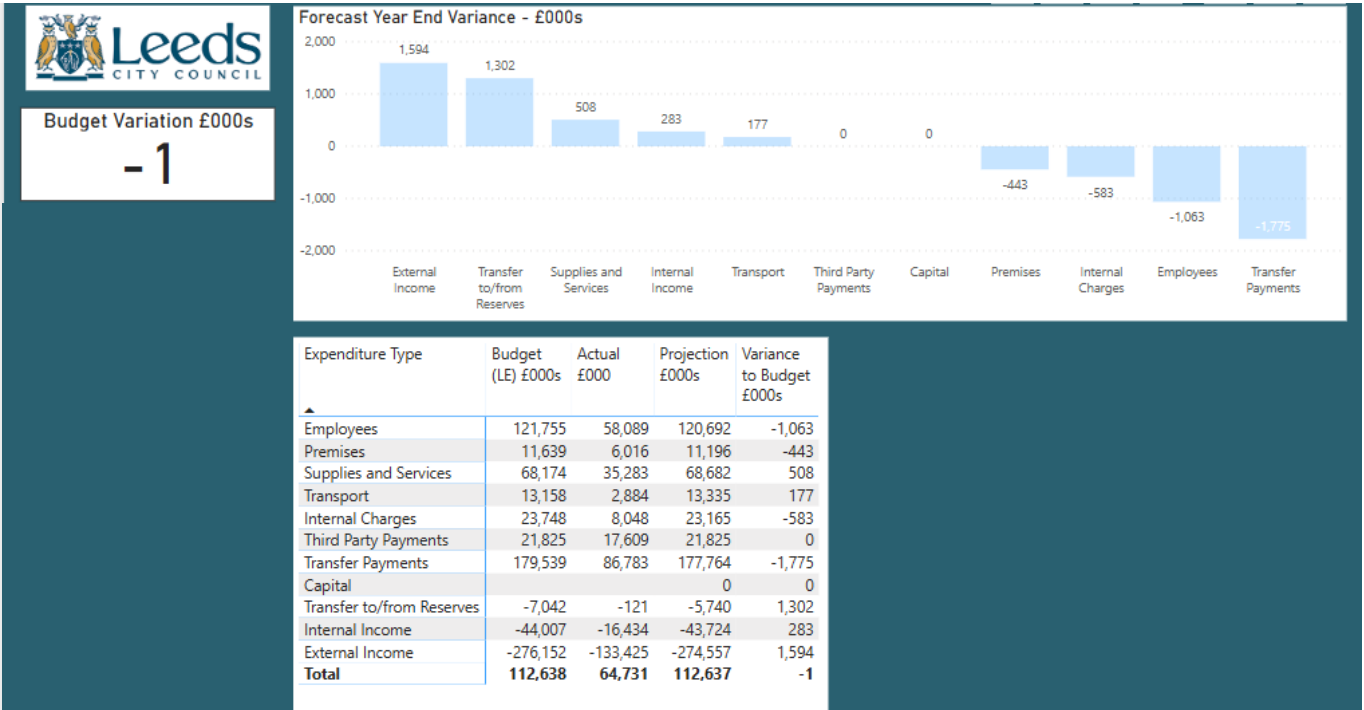 Leeds
CITY COUNCIL
Budget Variation £000s
-1
Forecast Year End Variance - £000s
2,000
1,000
0
-1,000
-2,000
1,594
1,302
508
283
177
0
0
-443
-583
-1,063
-1,775
External Income
Transfer to/from Reserves
Supplies and Services
Internal Income
Transport
Third Party Payments
Capital
Premises
Internal Charges
Employees
Transfer Payments
Expenditure Type Budget (LE) £000s Actual £000 Projection £000s Variance to Budget £000s
Employees 121,755 58,089 120,692 -1,063
Premises 11,639 6,016 11,196 -443
Supplies and Services 68,174 35,283 68,682 508
Transport 13,158 2,884 13,335 177
Internal Charges 23,748 8,048 23,165 -583
Third Party Payments 21,825 17,609 21,825 0
Transfer Payments 179,539 86,783 177,764 -1,775
Capital 0 0
Transfer to/from Reserves -7,042 -121 -5,740 1,302
Internal Income -44,007 -16,434 -43,724 283
External Income -276,152 -133,425 -274,557 1,594
Total 112,638 64,731 112,637 -1